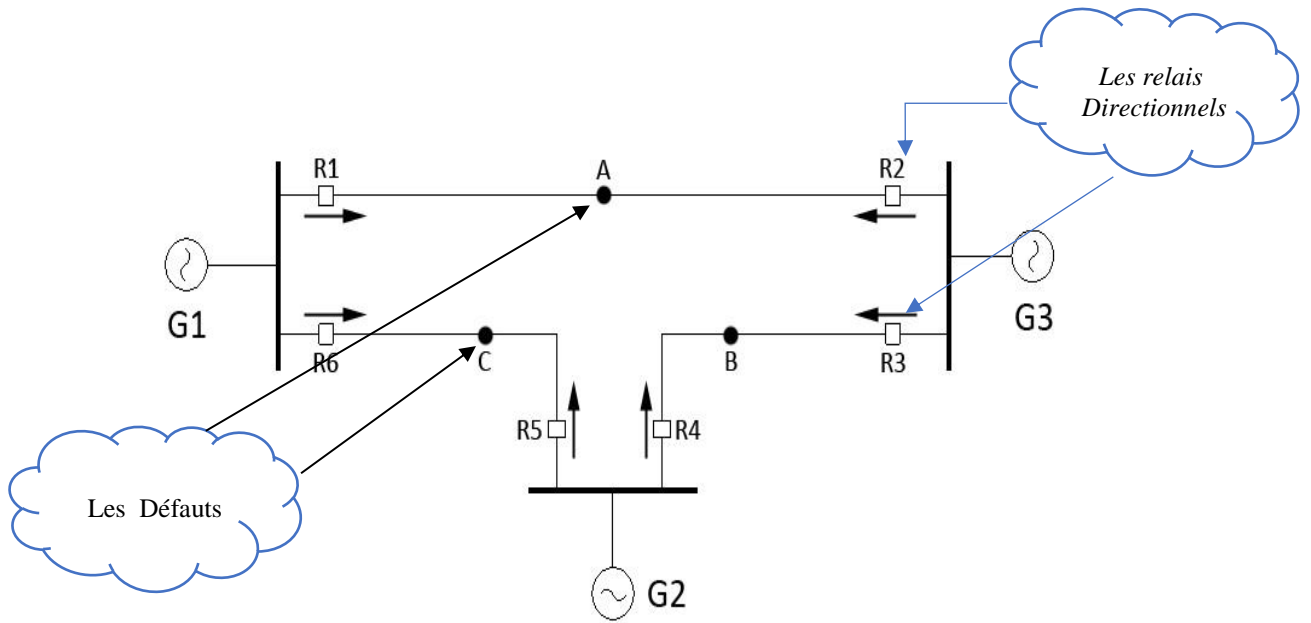 Les relais
Directionnels
R1
A
R2
G1
G3
R6
C
B
R3
R5
R4
Les Défauts
G2